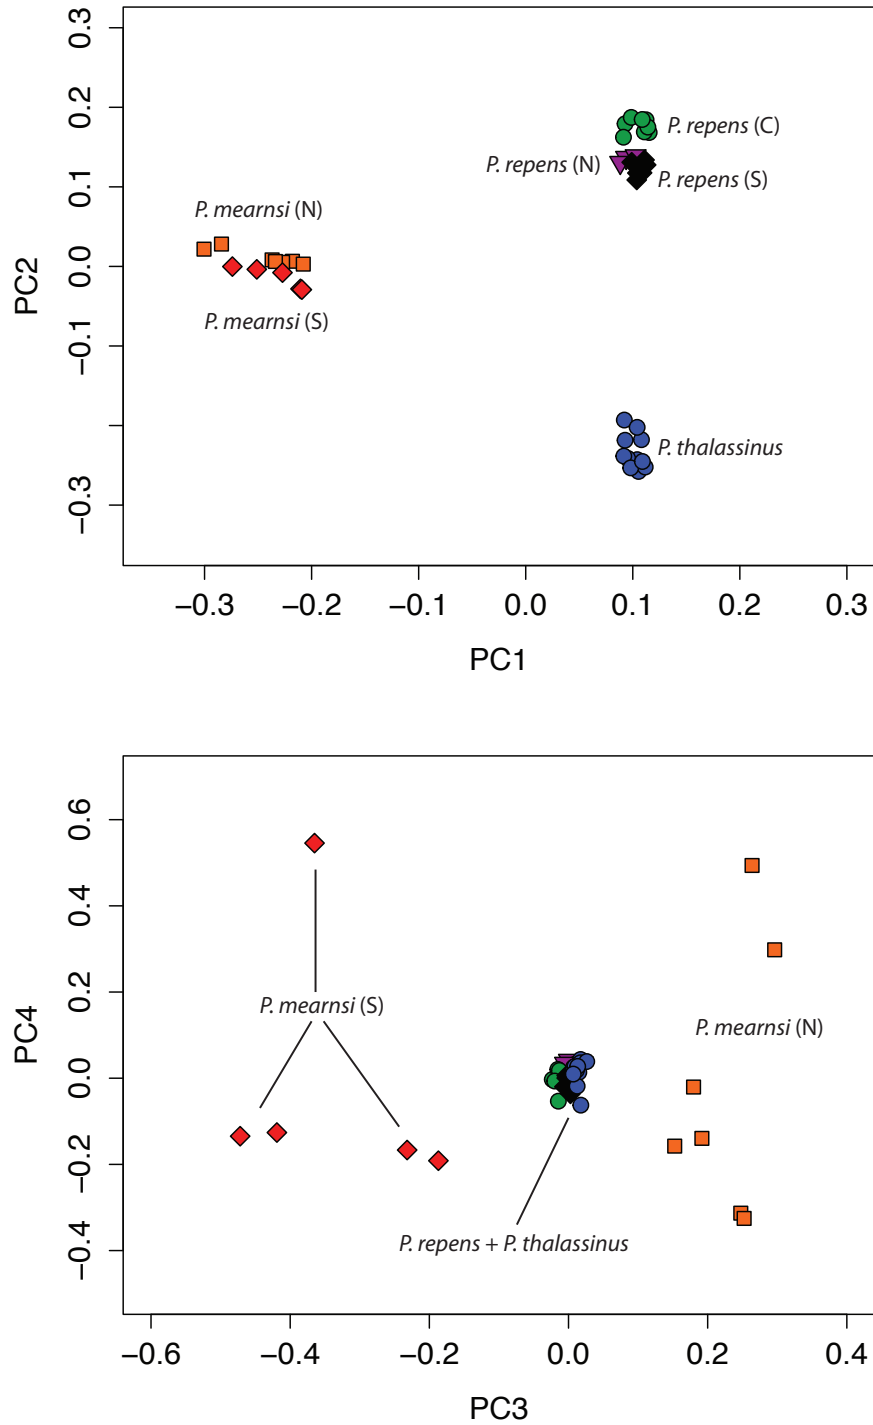 0.3
0.2
0.1
0.0
−0.1
−0.3
PC2
P. repens (C)
P. repens (N)
P. repens (S)
P. mearnsi (N)
P. mearnsi (S)
P. thalassinus
−0.3 −0.2 −0.1 0.0 0.1 0.2 0.3
PC1
0.6
0.4
0.2
0.0
−0.2
−0.4
PC4
P. mearnsi (S)
P. mearnsi (N)
P. repens + P. thalassinus
−0.6 −0.4 −0.2 0.0 0.2 0.4
PC3